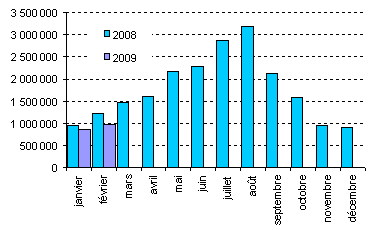 3 500 000
3 000 000
2 500 000
2 000 000
1 500 000
1 000 000
500 000
0
2008
2009
janvier
février
mars
avril
mai
juin
juillet
août
septembre
octobre
novembre
décembre